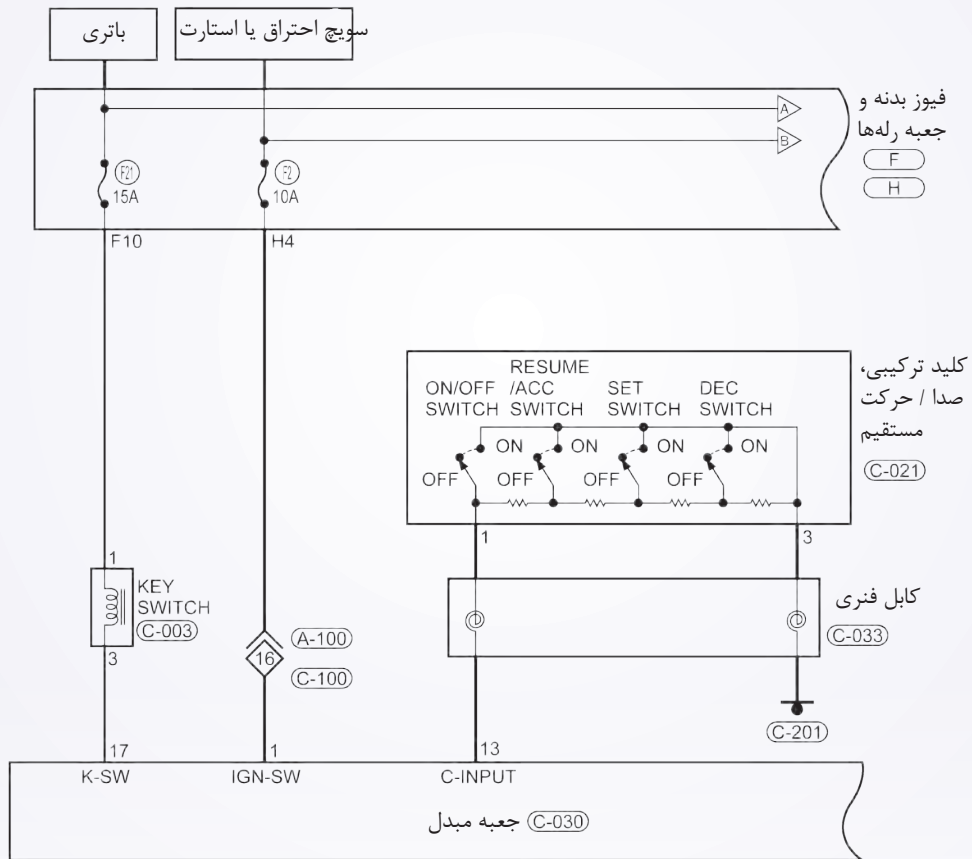 باتری
سویچ احتراق یا استارت
فیوز بدنه و
جعبه رله‌ها
F
H
A
B
F21
15A
F2
10A
F10
H4
کلید ترکیبی،
صدا / حرکت
مستقیم
C-021
RESUME
ON/OFF /ACC SET DEC
SWITCH SWITCH SWITCH SWITCH
ON ON ON ON
OFF OFF OFF OFF
1 3
1
KEY
SWITCH
C-003
3
A-100
16
C-100
کابل فنری
C-033
C-201
17 1 13
K-SW IGN-SW C-INPUT
جعبه مبدل C-030